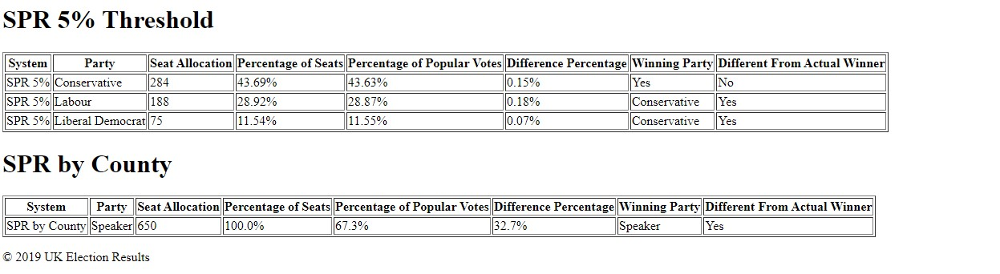 SPR 5% Threshold
System Party Seat Allocation Percentage of Seats Percentage of Popular Votes Difference Percentage Winning Party Different From Actual Winner
SPR 5% Conservative 284 43.69% 43.63% 0.15% Yes No
SPR 5% Labour 188 28.92% 28.87% 0.18% Conservative Yes
SPR 5% Liberal Democrat 75 11.54% 11.55% 0.07% Conservative Yes
SPR by County
System Party Seat Allocation Percentage of Seats Percentage of Popular Votes Difference Percentage Winning Party Different From Actual Winner
SPR by County Speaker 650 100.0% 67.3% 32.7% Speaker Yes
© 2019 UK Election Results